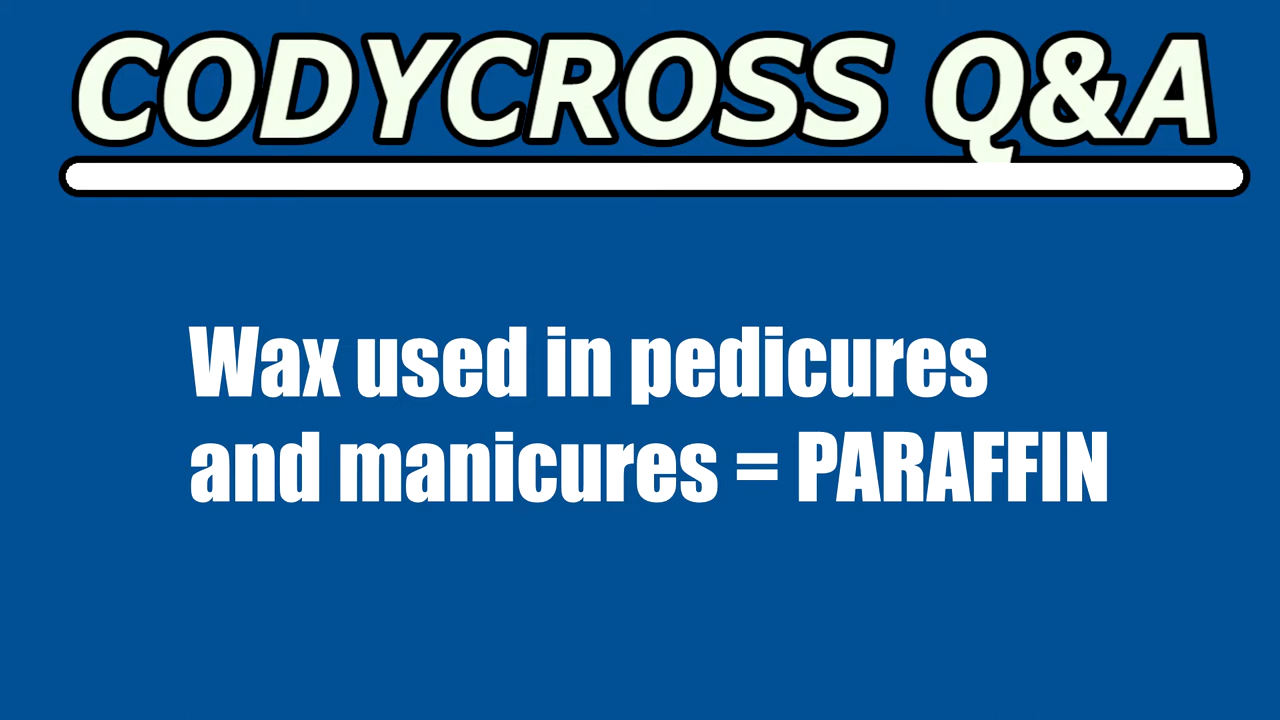 CODYCROSS Q&A
Wax used in pedicures
and manicures = PARAFFIN